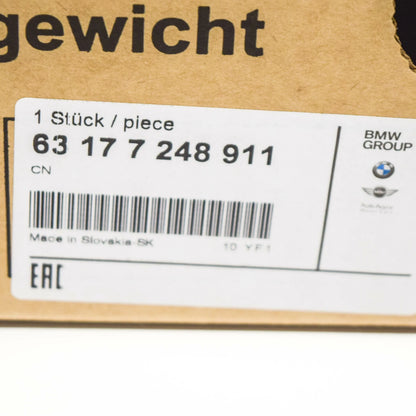 gewicht
1 Stück / piece
63 17 7 248 911
CN
Made in Slovakia-SK
10 YF1
EAC
BMW
GROUP